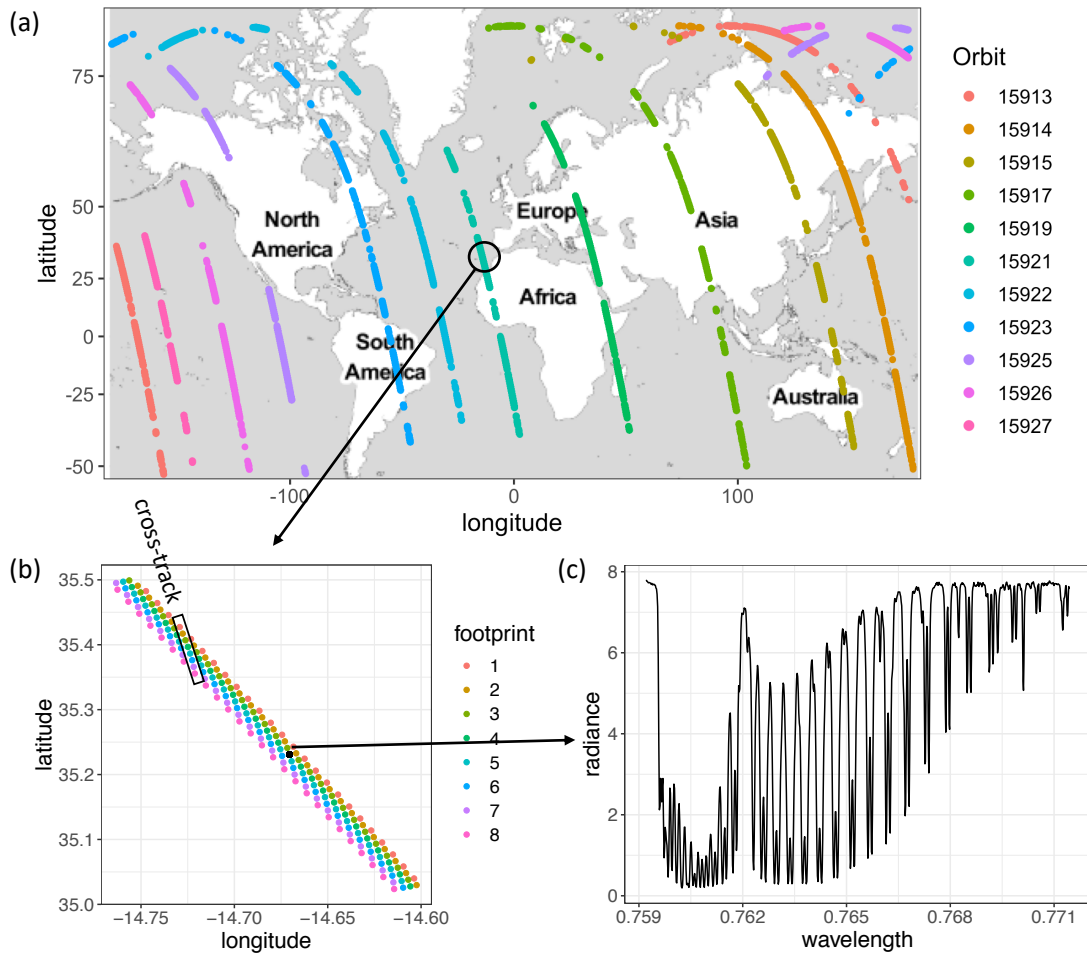 (a)
latitude
75
50
25
0
-25
-50
-100
0
100
longitude
North
America
South
America
Europe
Africa
Asia
Australia
Orbit
15913
15914
15915
15917
15919
15921
15922
15923
15925
15926
15927
(b)
cross-track
latitude
35.5
35.4
35.3
35.2
35.1
35.0
−14.75
−14.70
−14.65
−14.60
longitude
footprint
1
2
3
4
5
6
7
8
(c)
radiance
8
6
4
2
0
0.759
0.762
0.765
0.768
0.771
wavelength